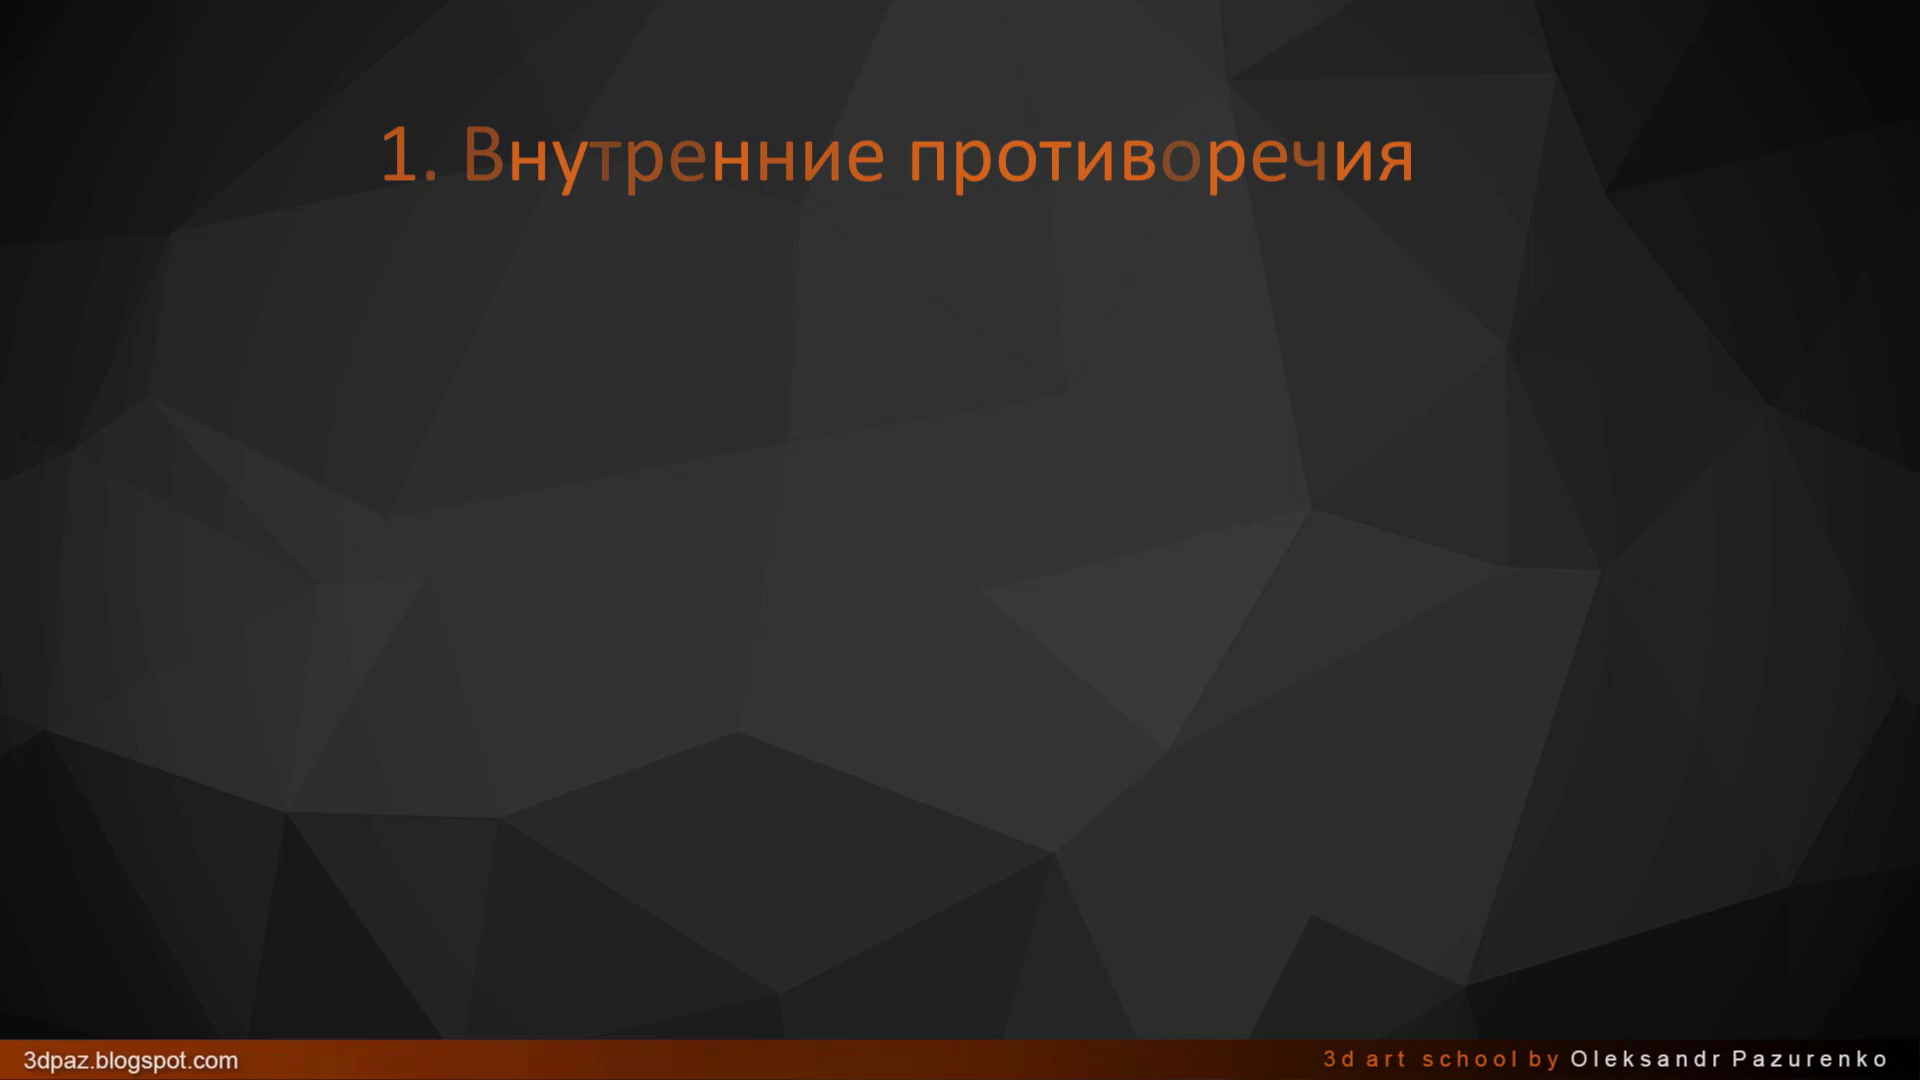 1. Внутренние противоречия
3dpaz.blogspot.com
3d art school by Oleksandr Pazurenko